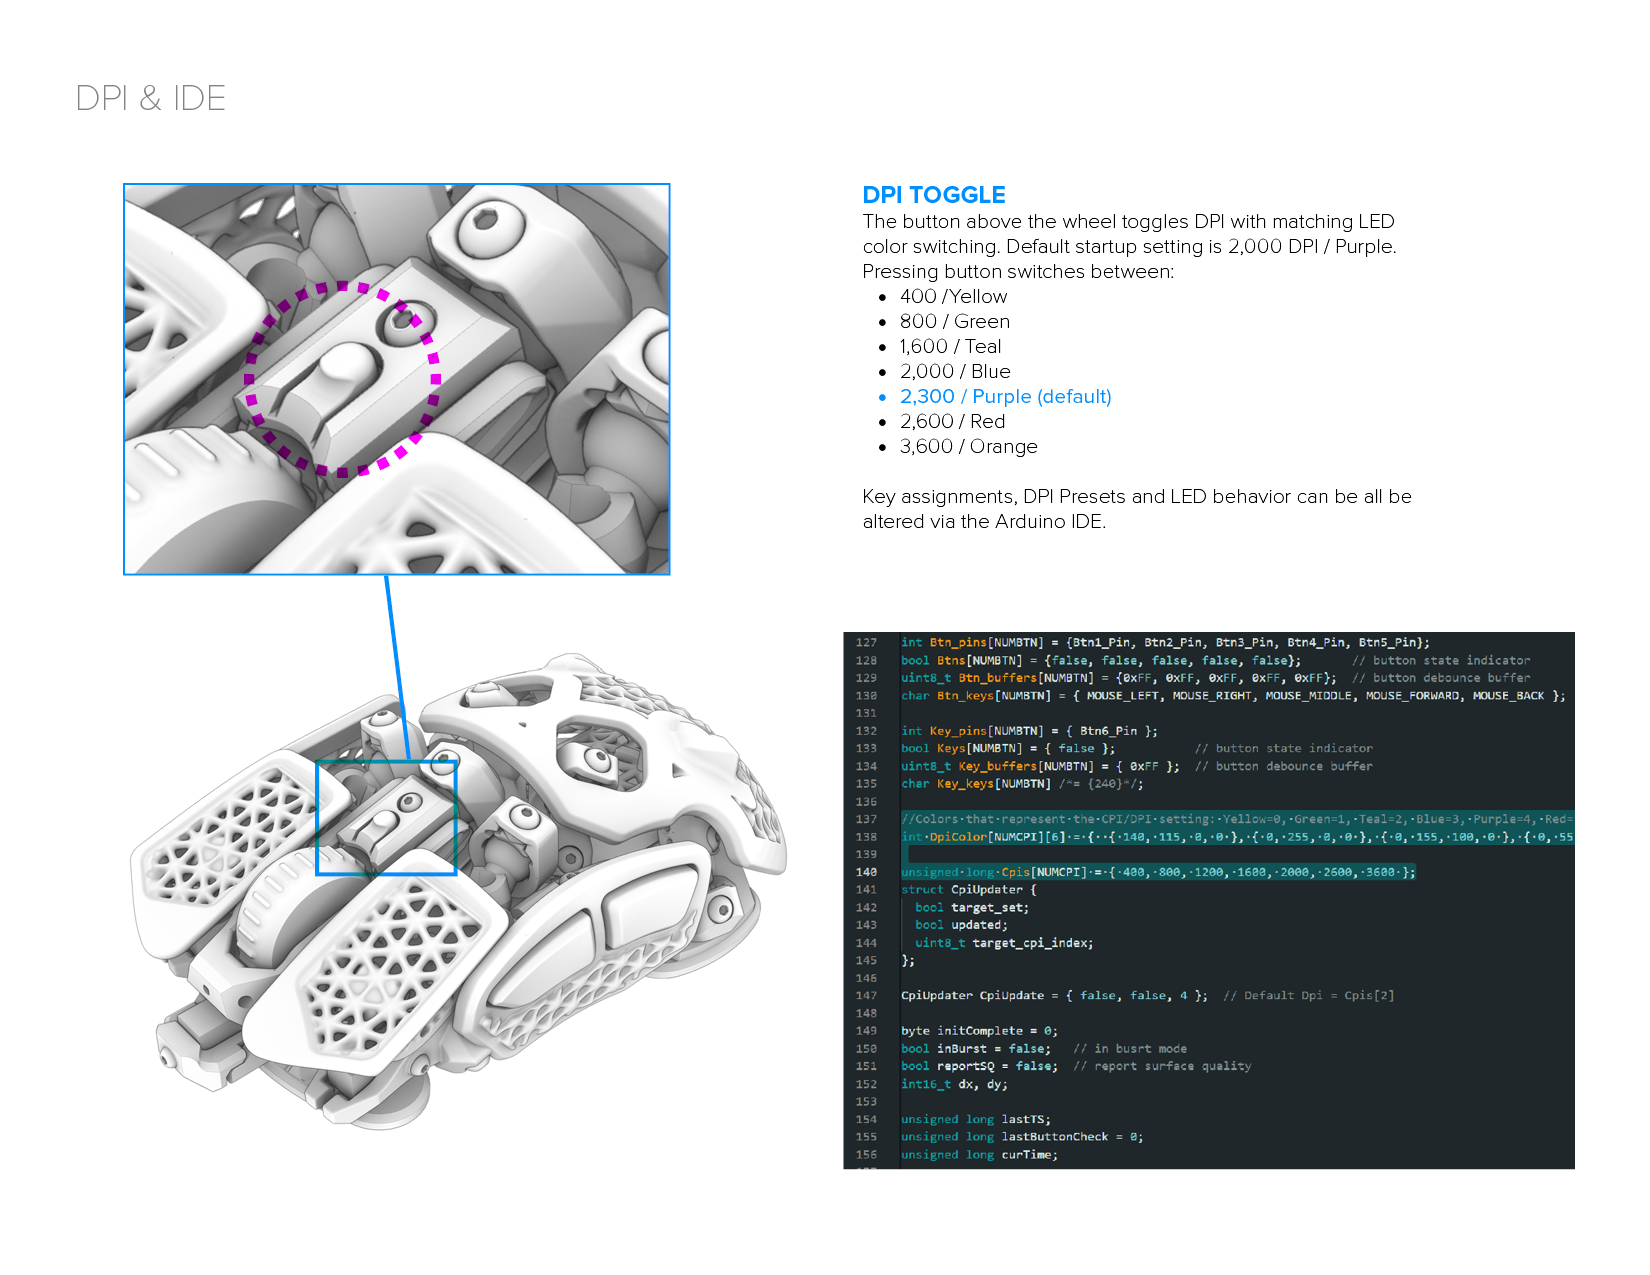 DPI & IDE
DPI TOGGLE
The button above the wheel toggles DPI with matching LED
color switching. Default startup setting is 2,000 DPI / Purple.
Pressing button switches between:
• 400 /Yellow
• 800 / Green
• 1,600 / Teal
• 2,000 / Blue
• 2,300 / Purple (default)
• 2,600 / Red
• 3,600 / Orange
Key assignments, DPI Presets and LED behavior can be all be
altered via the Arduino IDE.
127 int Btn_pins[NUMBTN] = {Btn1_Pin, Btn2_Pin, Btn3_Pin, Btn4_Pin, Btn5_Pin};
128 bool Btns[NUMBTN] = {false, false, false, false, false}; // button state indicator
129 uint8_t Btn_buffers[NUMBTN] = {0xFF, 0xFF, 0xFF, 0xFF, 0xFF}; // button debounce buffer
130 char Btn_keys[NUMBTN] = { MOUSE_LEFT, MOUSE_RIGHT, MOUSE_MIDDLE, MOUSE_FORWARD, MOUSE_BACK };
131
132 int Key_pins[NUMBTN] = { Btn6_Pin };
133 bool Keys[NUMBTN] = { false }; // button state indicator
134 uint8_t Key_buffers[NUMBTN] = { 0xFF }; // button debounce buffer
135 char Key_keys[NUMBTN] /*= {240}*/;
136
137 //Colors·that·represent·the·CPI/DPI·setting:·Yellow=0,·Green=1,·Teal=2,·Blue=3,·Purple=4,·Red=
138 int·DpiColor[NUMCPI][6]·=·{··{·140,·115,·0,·0·},·{·0,·255,·0,·0·},·{·0,·155,·100,·0·},·{·0,·55
139
140 unsigned·long·Cpis[NUMCPI]·=·{·400,·800,·1200,·1600,·2000,·2600,·3600·};
141 struct CpiUpdater {
142 bool target_set;
143 bool updated;
144 uint8_t target_cpi_index;
145 };
146
147 CpiUpdater CpiUpdate = { false, false, 4 }; // Default Dpi = Cpis[2]
148
149 byte initComplete = 0;
150 bool inBurst = false; // in busrt mode
151 bool reportSQ = false; // report surface quality
152 int16_t dx, dy;
153
154 unsigned long lastTS;
155 unsigned long lastButtonCheck = 0;
156 unsigned long curTime;